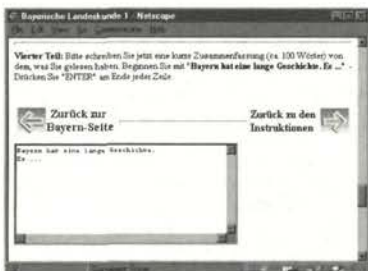 Bayerische Landeskunde 1 - Netscape
Vierter Teil: Bitte schreiben Sie jetzt eine kurze Zusammenfassung (ca. 100 Wörter) von
dem, was Sie gelesen haben. Beginnen Sie mit "Bayern hat eine lange Geschichte. Es ..." -
Drücken Sie "ENTER" am Ende jeder Zeile.
Zurück zur
Bayern-Seite
Zurück zu den
Instruktionen
Bayern hat eine lange Geschichte.
Es ...